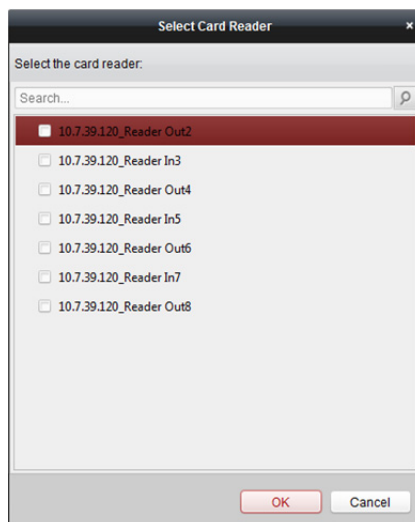 Select Card Reader
Select the card reader:
Search...
10.7.39.120_Reader Out2
10.7.39.120_Reader In3
10.7.39.120_Reader Out4
10.7.39.120_Reader In5
10.7.39.120_Reader Out6
10.7.39.120_Reader In7
10.7.39.120_Reader Out8
OK Cancel